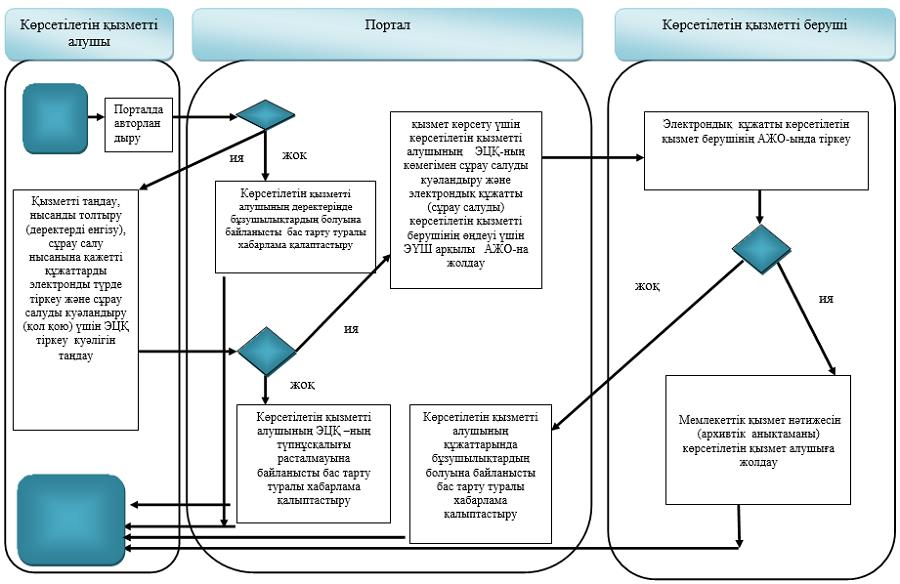 Көрсетілетін қызметті
алушы
Портал
Көрсетілетін қызметті беруші
Порталда
авторлан
дыру
ия
жоқ
Қызметті таңдау,
нысанды толтыру
(деректерді енгізу),
сұрау салу
нысанына қажетті
құжаттарды
электронды түрде
тіркеу және сұрау
салуды куәландыру
(қол қою) үшін ЭЦҚ
тіркеу куәлігін
таңдау
Көрсетілетін қызметті
алушының деректерінде
бұзушылықтардың болуына
байланысты бас тарту туралы
хабарлама қалаптастыру
қызмет көрсету үшін
көрсетілетін қызметті
алушының ЭЦҚ-ның
көмегімен сұрау салуды
куәландыру және
электрондық құжатты
(сұрау салуды)
көрсетілетін қызметті
берушінің өңдеуі үшін
ЭҮШ арқылы АЖО-на
жолдау
Электрондық құжатты көрсетілетін
қызмет берушінің АЖО-ында тіркеу
ия
жоқ
Көрсетілетін қызметті
алушының ЭЦҚ –ның
түпнұсқалығы
расталмауына
байланысты бас тарту
туралы хабарлама
қалыптастыру
Көрсетілетін қызметті
алушының
құжаттарында
бұзушылықтардың
болуына байланысты
бас тарту туралы
хабарлама
қалыптастыру
жоқ
ия
Мемлекеттік қызмет нәтижесін
(архивтік анықтаманы)
көрсетілетін қызмет алушыға
жолдау